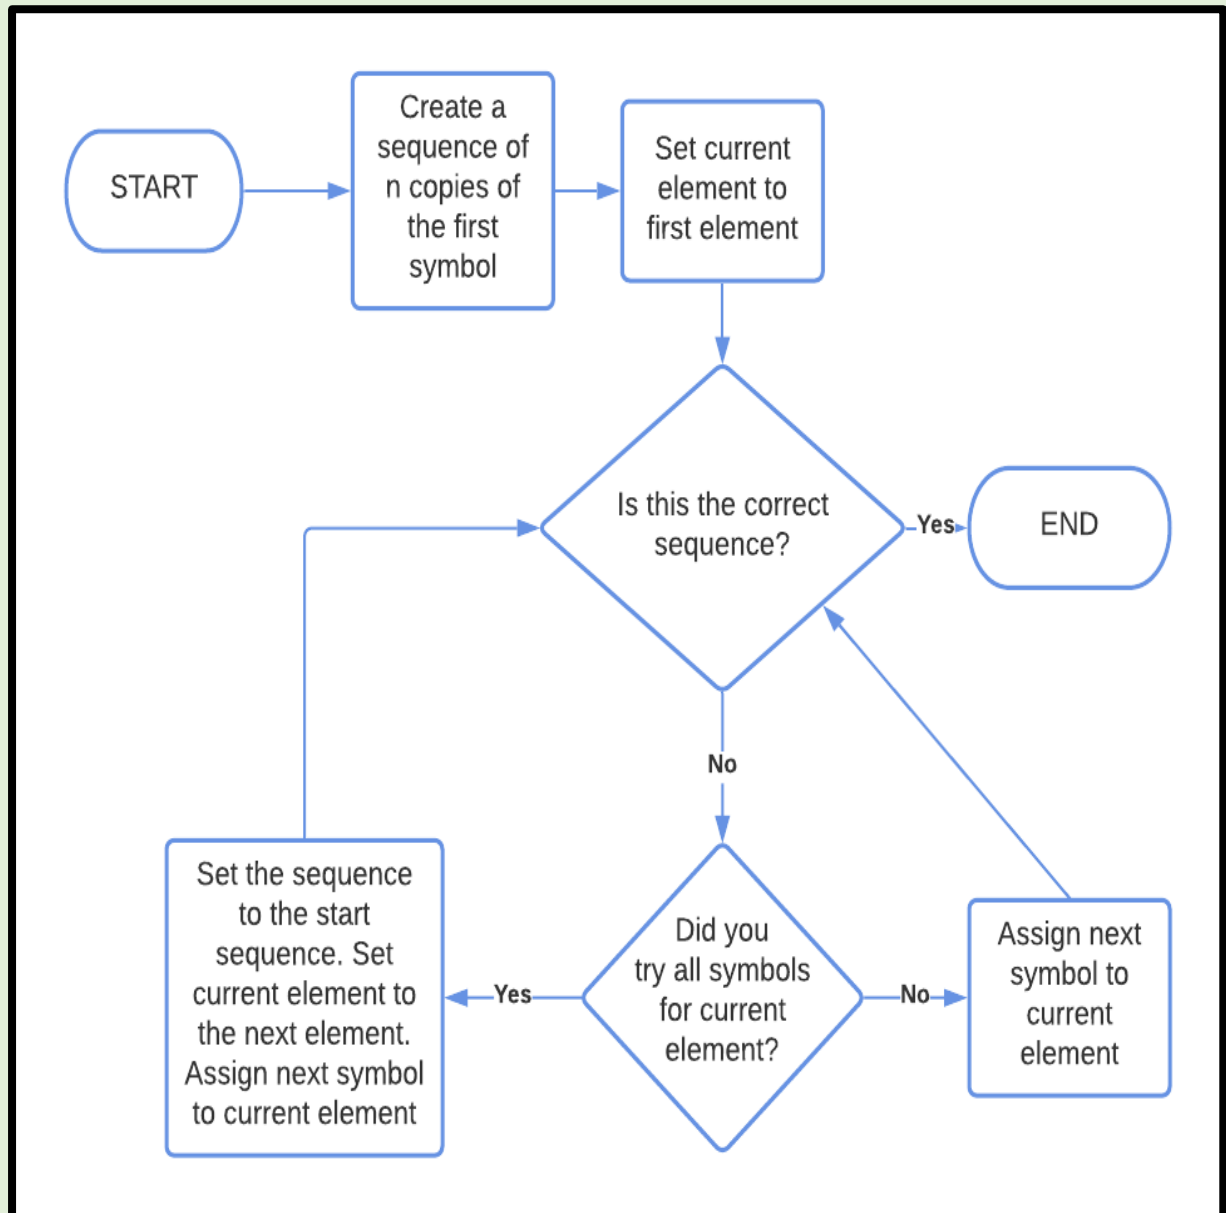 START
Create a
sequence of
n copies of
the first
symbol
Set current
element to
first element
Is this the correct
sequence?
Yes
END
No
Did you
try all symbols
for current
element?
Yes
Set the sequence
to the start
sequence. Set
current element to
the next element.
Assign next symbol
to current element
No
Assign next
symbol to
current
element